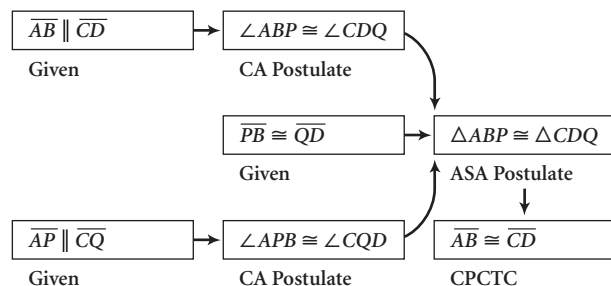 AB ∥ CD
∠ABP ≅ ∠CDQ
Given
CA Postulate
PB ≅ QD
△ABP ≅ △CDQ
Given
ASA Postulate
AP ∥ CQ
∠APB ≅ ∠CQD
AB ≅ CD
Given
CA Postulate
CPCTC